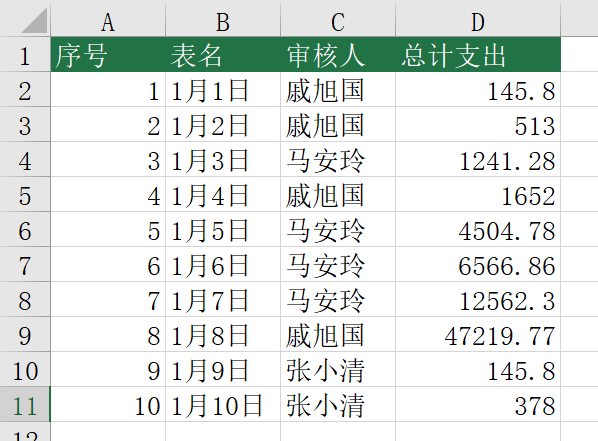 A B C D
1 序号 表名 审核人 总计支出
2 1 1月1日 戚旭国 145.8
3 2 1月2日 戚旭国 513
4 3 1月3日 马安玲 1241.28
5 4 1月4日 戚旭国 1652
6 5 1月5日 马安玲 4504.78
7 6 1月6日 马安玲 6566.86
8 7 1月7日 马安玲 12562.3
9 8 1月8日 戚旭国 47219.77
10 9 1月9日 张小清 145.8
11 10 1月10日 张小清 378